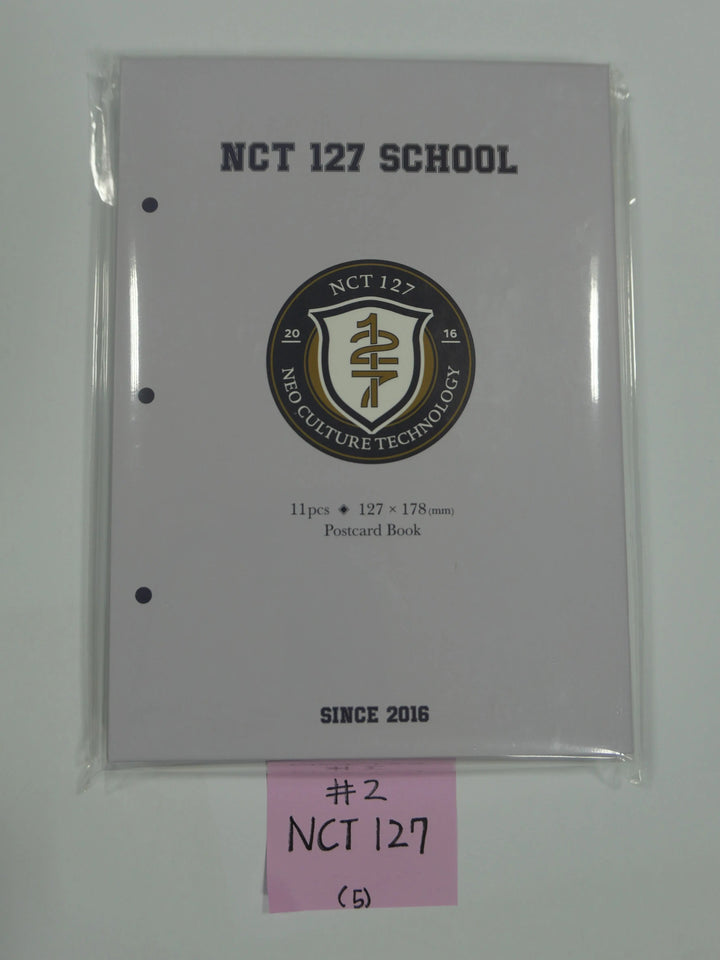 NCT 127 SCHOOL
NCT 127
20 16
127
NEO CULTURE TECHNOLOGY
11pcs ◆ 127 × 178(mm)
Postcard Book
SINCE 2016
#2
NCT 127
(5)